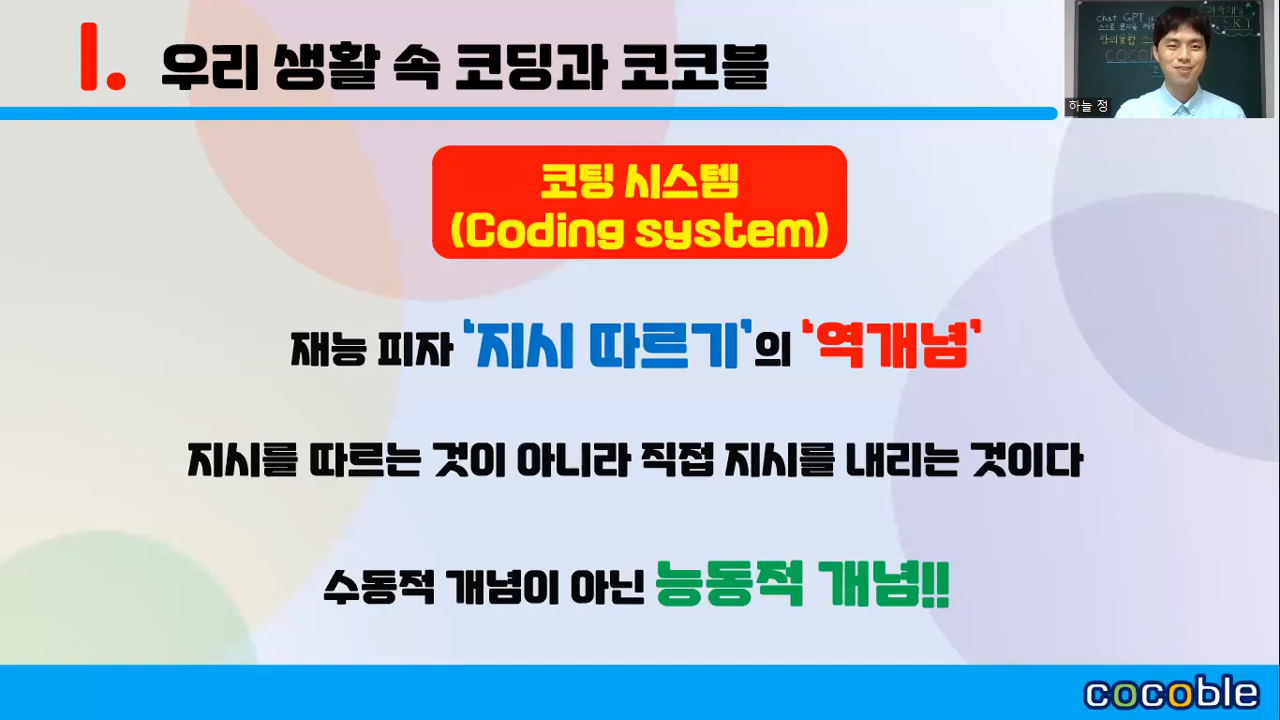 I. 우리 생활 속 코딩과 코코블
하늘 정
코팅 시스템
(Coding system)
재능 피자 '지시 따르기'의 '역개념'
지시를 따르는 것이 아니라 직접 지시를 내리는 것이다
수동적 개념이 아닌 능동적 개념!!
cocoble